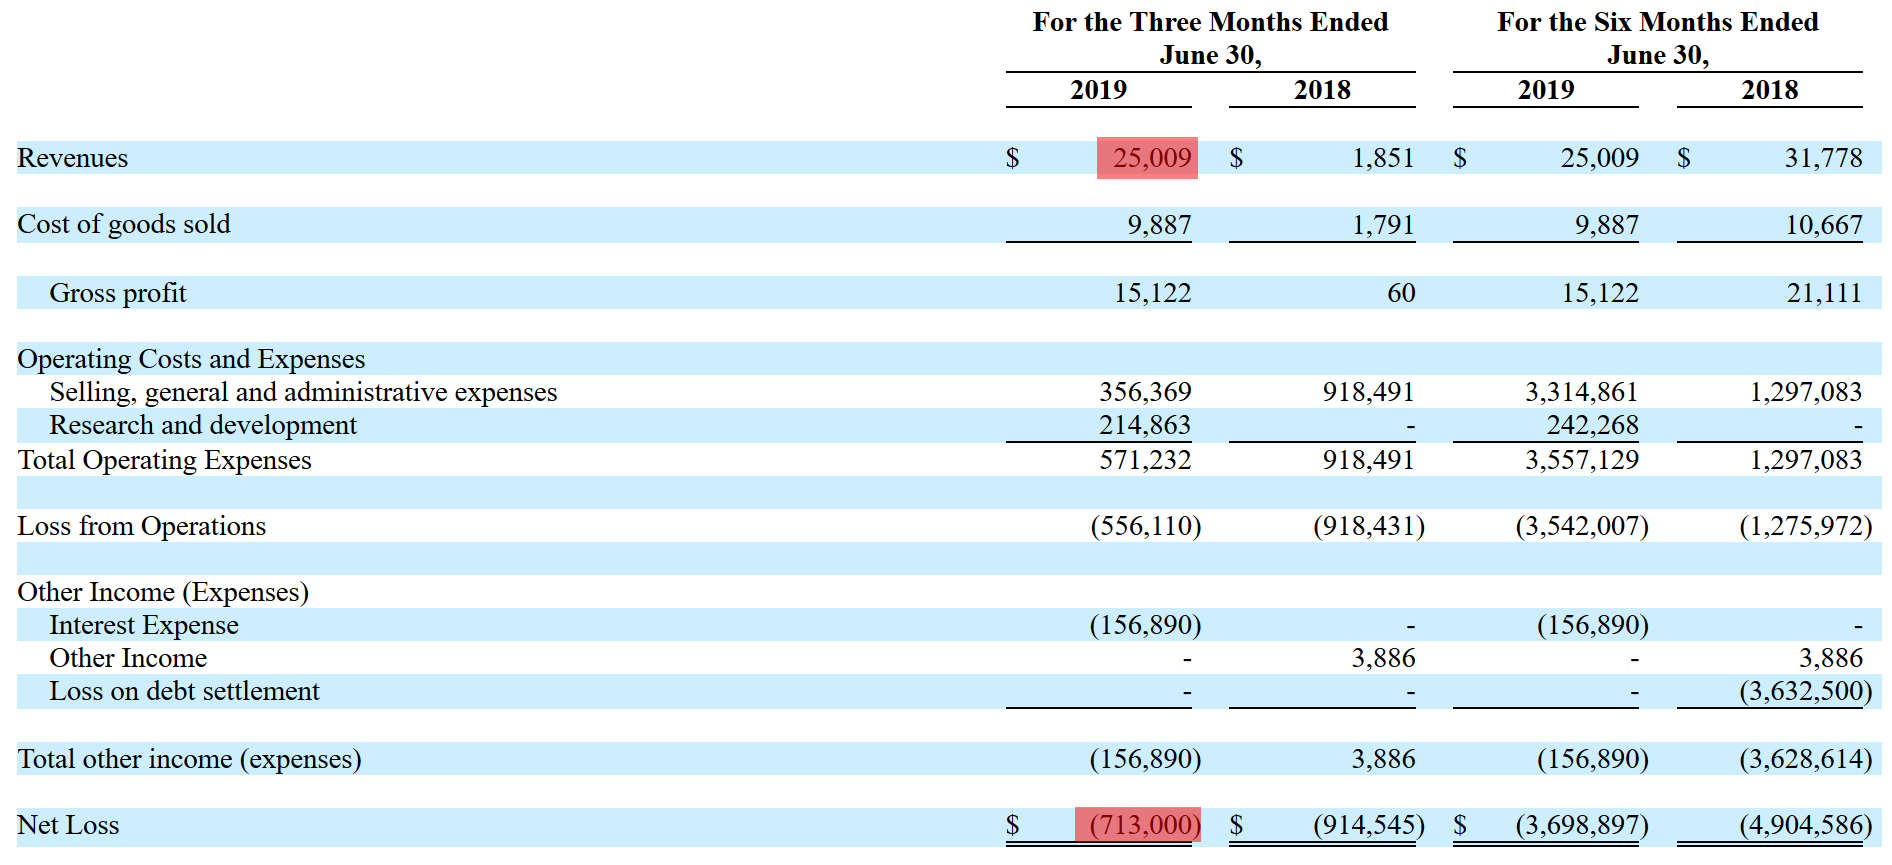 For the Three Months Ended For the Six Months Ended
June 30, June 30,
2019 2018 2019 2018
Revenues $ 25,009 $ 1,851 $ 25,009 $ 31,778
Cost of goods sold 9,887 1,791 9,887 10,667
Gross profit 15,122 60 15,122 21,111
Operating Costs and Expenses
Selling, general and administrative expenses 356,369 918,491 3,314,861 1,297,083
Research and development 214,863 - 242,268 -
Total Operating Expenses 571,232 918,491 3,557,129 1,297,083
Loss from Operations (556,110) (918,431) (3,542,007) (1,275,972)
Other Income (Expenses)
Interest Expense (156,890) - (156,890) -
Other Income - 3,886 - 3,886
Loss on debt settlement - - - (3,632,500)
Total other income (expenses) (156,890) 3,886 (156,890) (3,628,614)
Net Loss $ (713,000) $ (914,545) $ (3,698,897) (4,904,586)